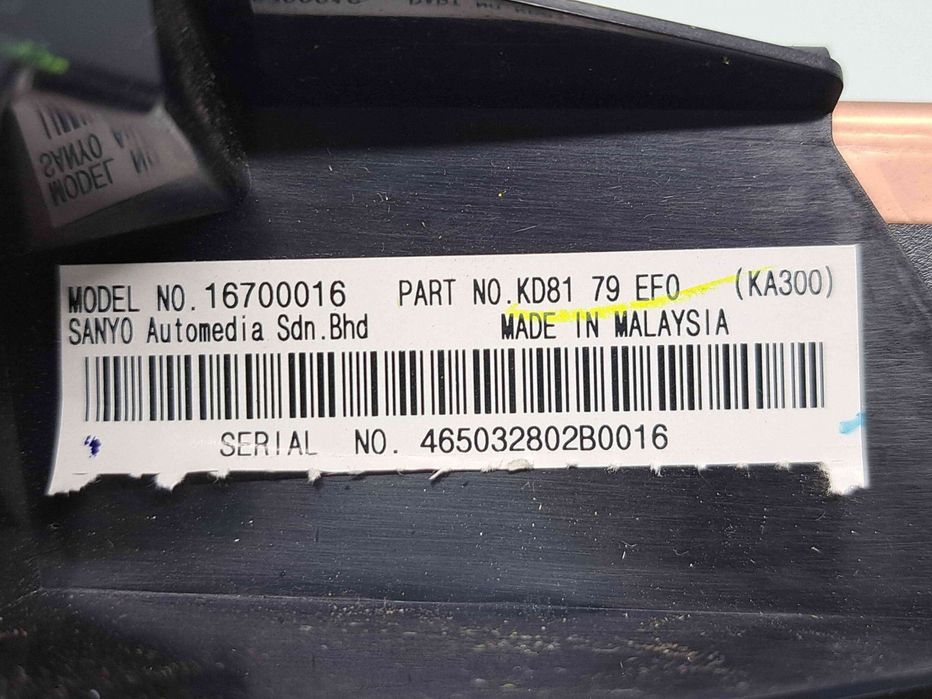 MODEL NO.16700016 PART NO.KD81 79 EF0 (KA300)
SANYO Automedia Sdn.Bhd MADE IN MALAYSIA
SERIAL NO. 465032802B0016